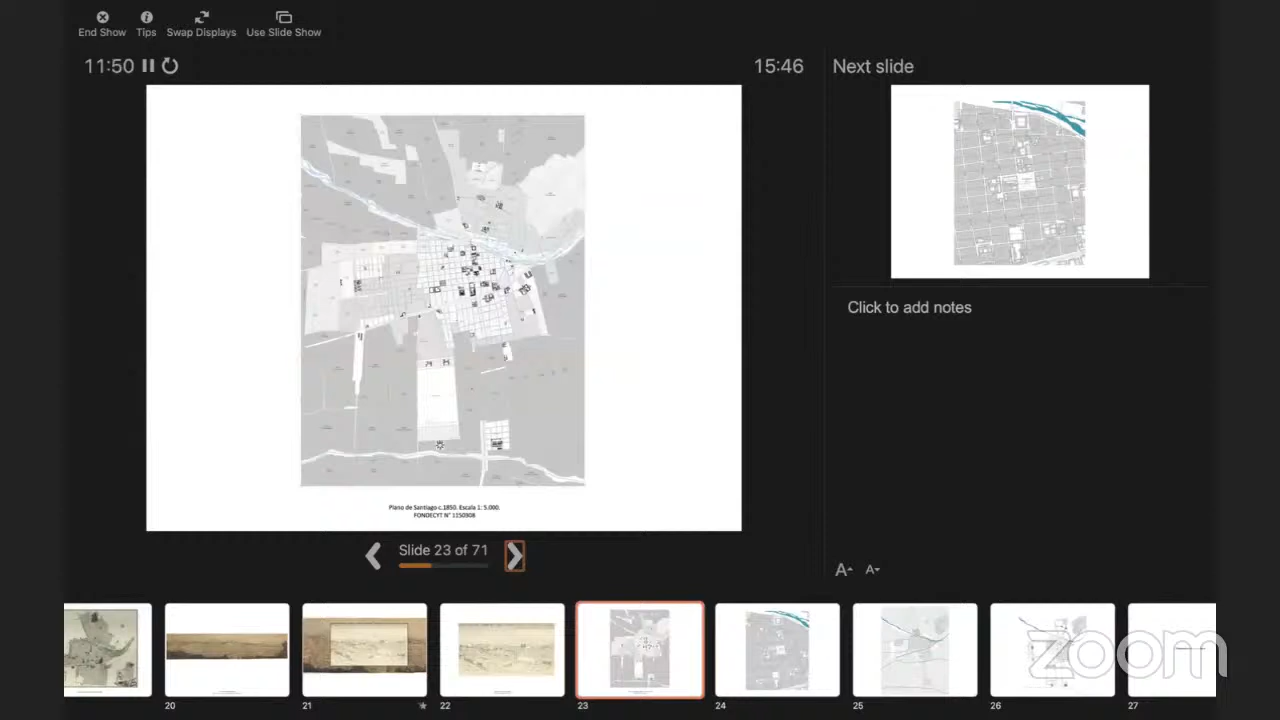 End Show Tips Swap Displays Use Slide Show
11:50 15:46 Next slide
Plano de Santiago c.1850. Escala 1: 5.000.
FONDECYT N° 1150308
Click to add notes
Slide 23 of 71
A A
20 21 22 23 24 25 26 27
zoom